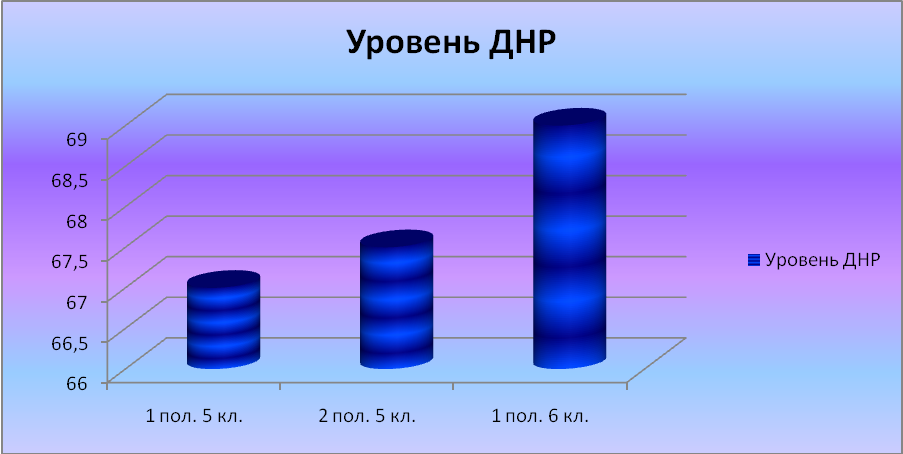 Уровень ДНР
69
68,5
68
67,5
67
66,5
66
1 пол. 5 кл.
2 пол. 5 кл.
1 пол. 6 кл.
Уровень ДНР